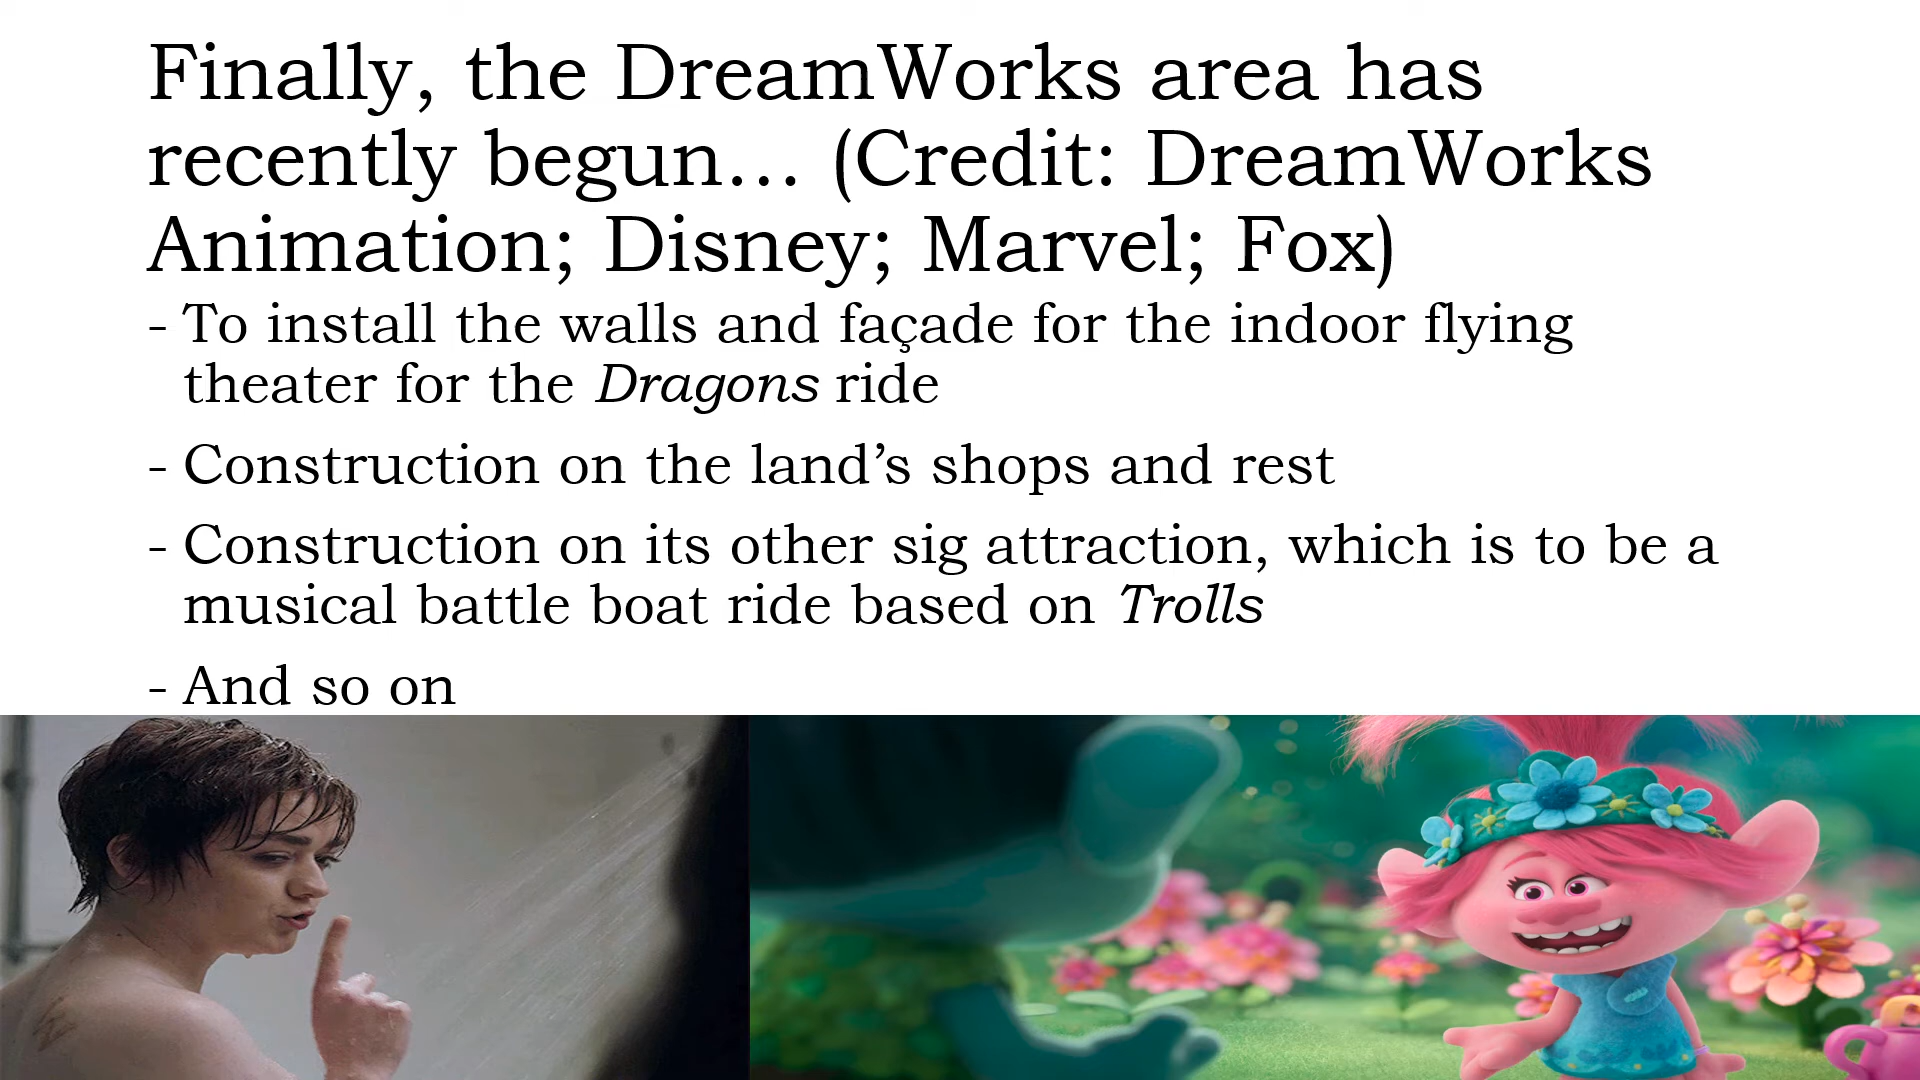 Finally, the DreamWorks area has
recently begun… (Credit: DreamWorks
Animation; Disney; Marvel; Fox)
- To install the walls and façade for the indoor flying
theater for the Dragons ride
- Construction on the land’s shops and rest
- Construction on its other sig attraction, which is to be a
musical battle boat ride based on Trolls
- And so on